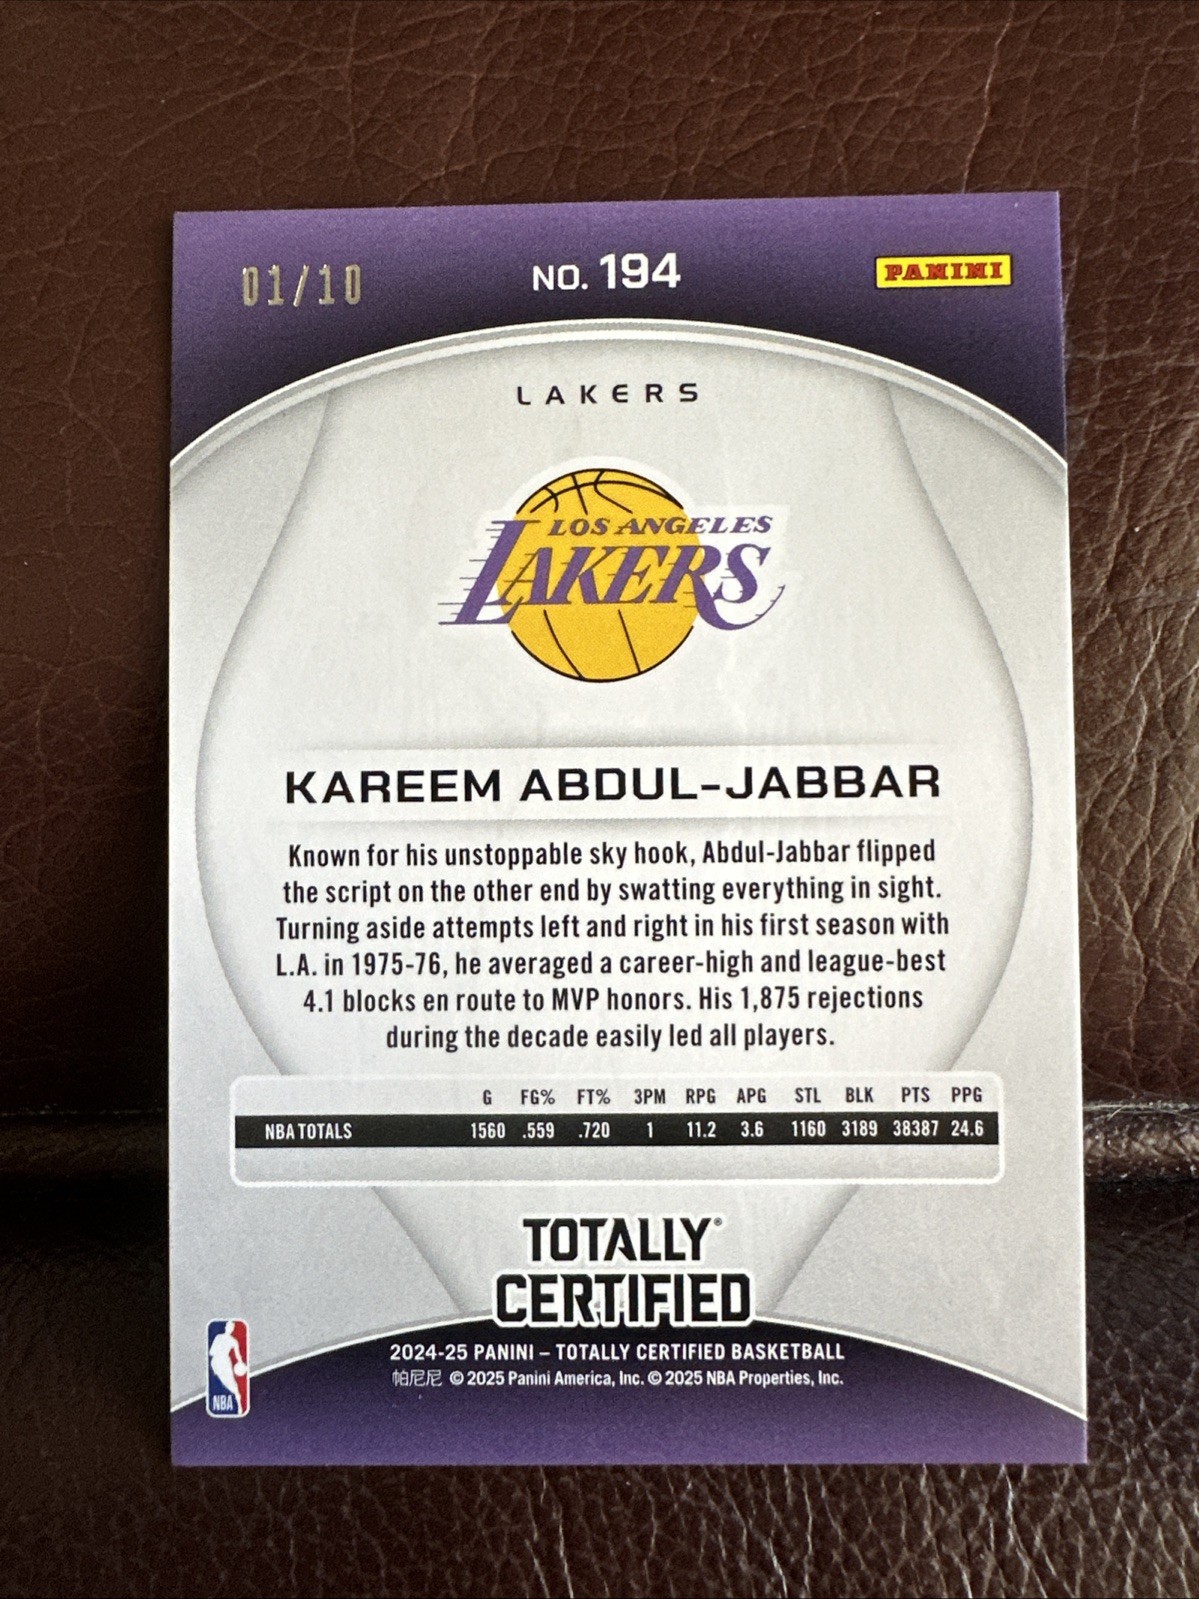 01/10 NO. 194 PANINI
LAKERS
LOS ANGELES
LAKERS
KAREEM ABDUL-JABBAR
Known for his unstoppable sky hook, Abdul-Jabbar flipped
the script on the other end by swatting everything in sight.
Turning aside attempts left and right in his first season with
L.A. in 1975-76, he averaged a career-high and league-best
4.1 blocks en route to MVP honors. His 1,875 rejections
during the decade easily led all players.
G FG% FT% 3PM RPG APG STL BLK PTS PPG
NBA TOTALS 1560 .559 .720 1 11.2 3.6 1160 3189 38387 24.6
TOTALLY®
CERTIFIED
2024-25 PANINI – TOTALLY CERTIFIED BASKETBALL
帕尼尼 © 2025 Panini America, Inc. © 2025 NBA Properties, Inc.
NBA